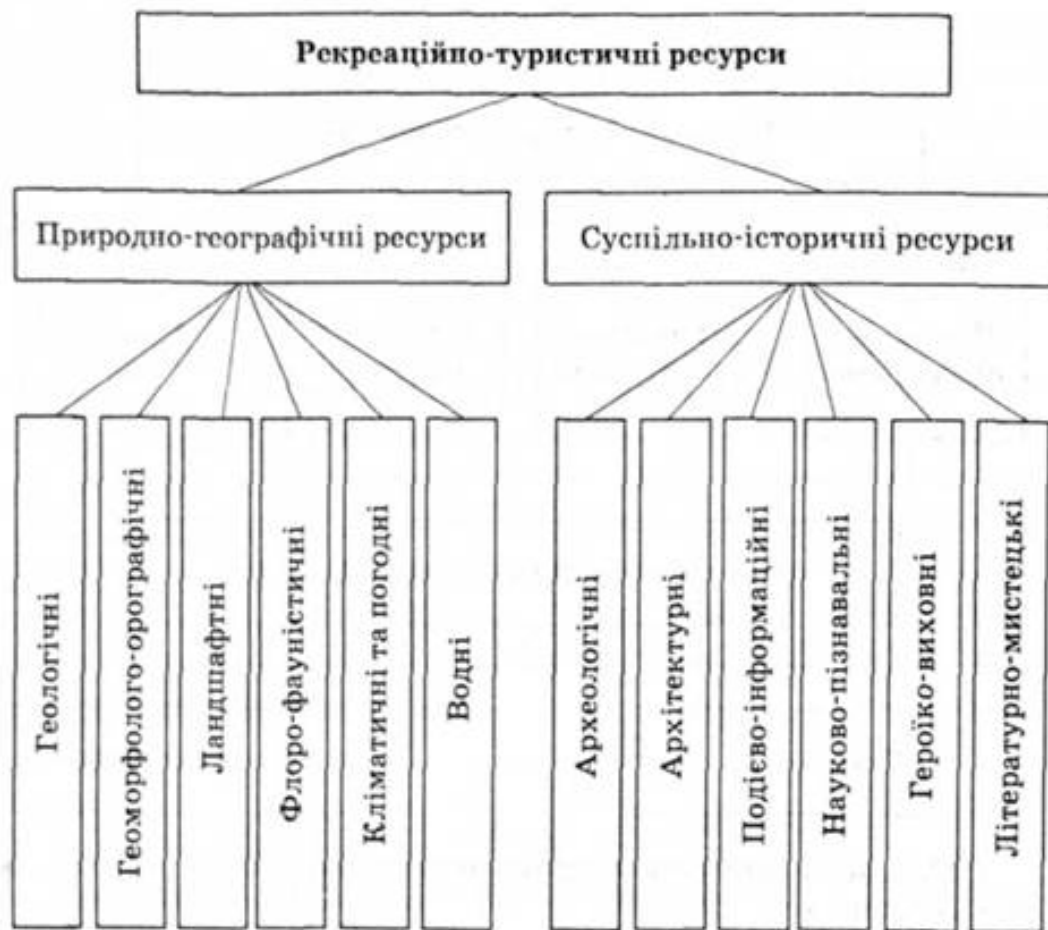 Рекреаційно-туристичні ресурси
Природно-географічні ресурси
Суспільно-історичні ресурси
Геологічні
Геоморфолого-орографічні
Ландшафтні
Флоро-фауністичні
Кліматичні та погодні
Водні
Археологічні
Архітектурні
Подієво-інформаційні
Науково-пізнавальні
Героїко-виховні
Літературно-мистецькі